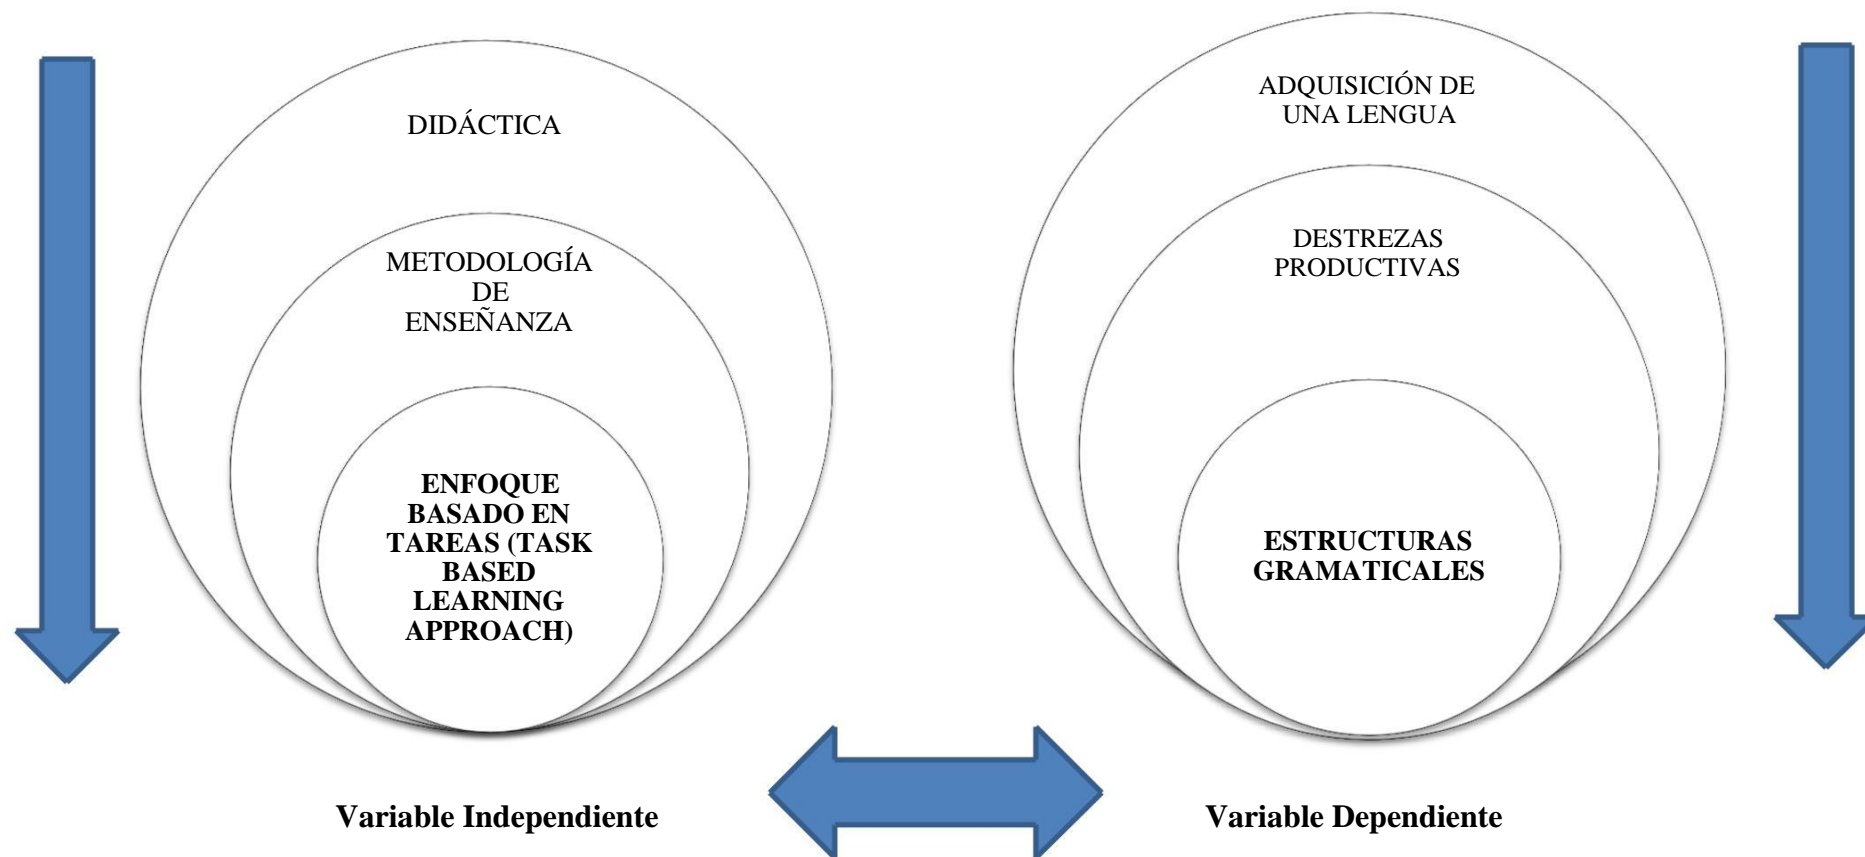 DIDÁCTICA
METODOLOGÍA
DE
ENSEÑANZA
ENFOQUE
BASADO EN
TAREAS (TASK
BASED
LEARNING
APPROACH)
Variable Independiente
ADQUISICIÓN DE
UNA LENGUA
DESTREZAS
PRODUCTIVAS
ESTRUCTURAS
GRAMATICALES
Variable Dependiente